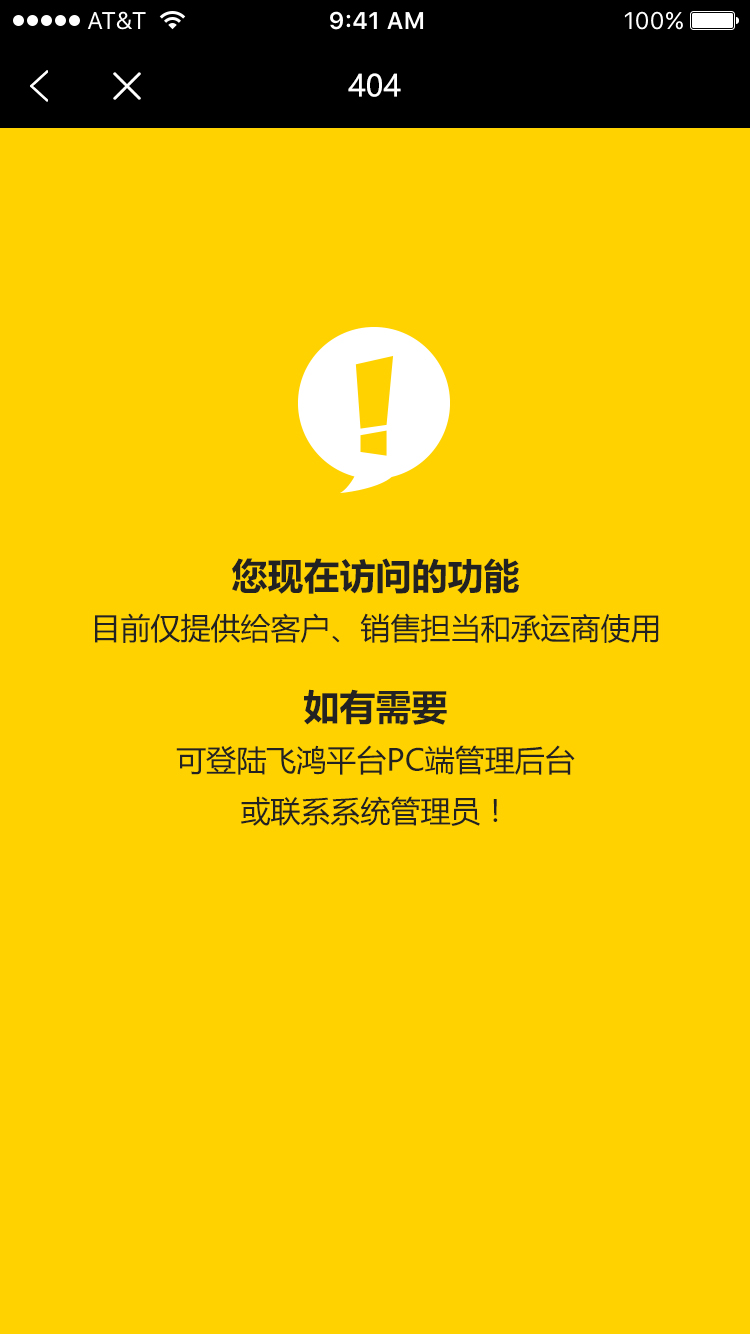 AT&T 9:41 AM 100%
404
您现在访问的功能
目前仅提供给客户、销售担当和承运商使用
如有需要
可登陆飞鸿平台PC端管理后台
或联系系统管理员！